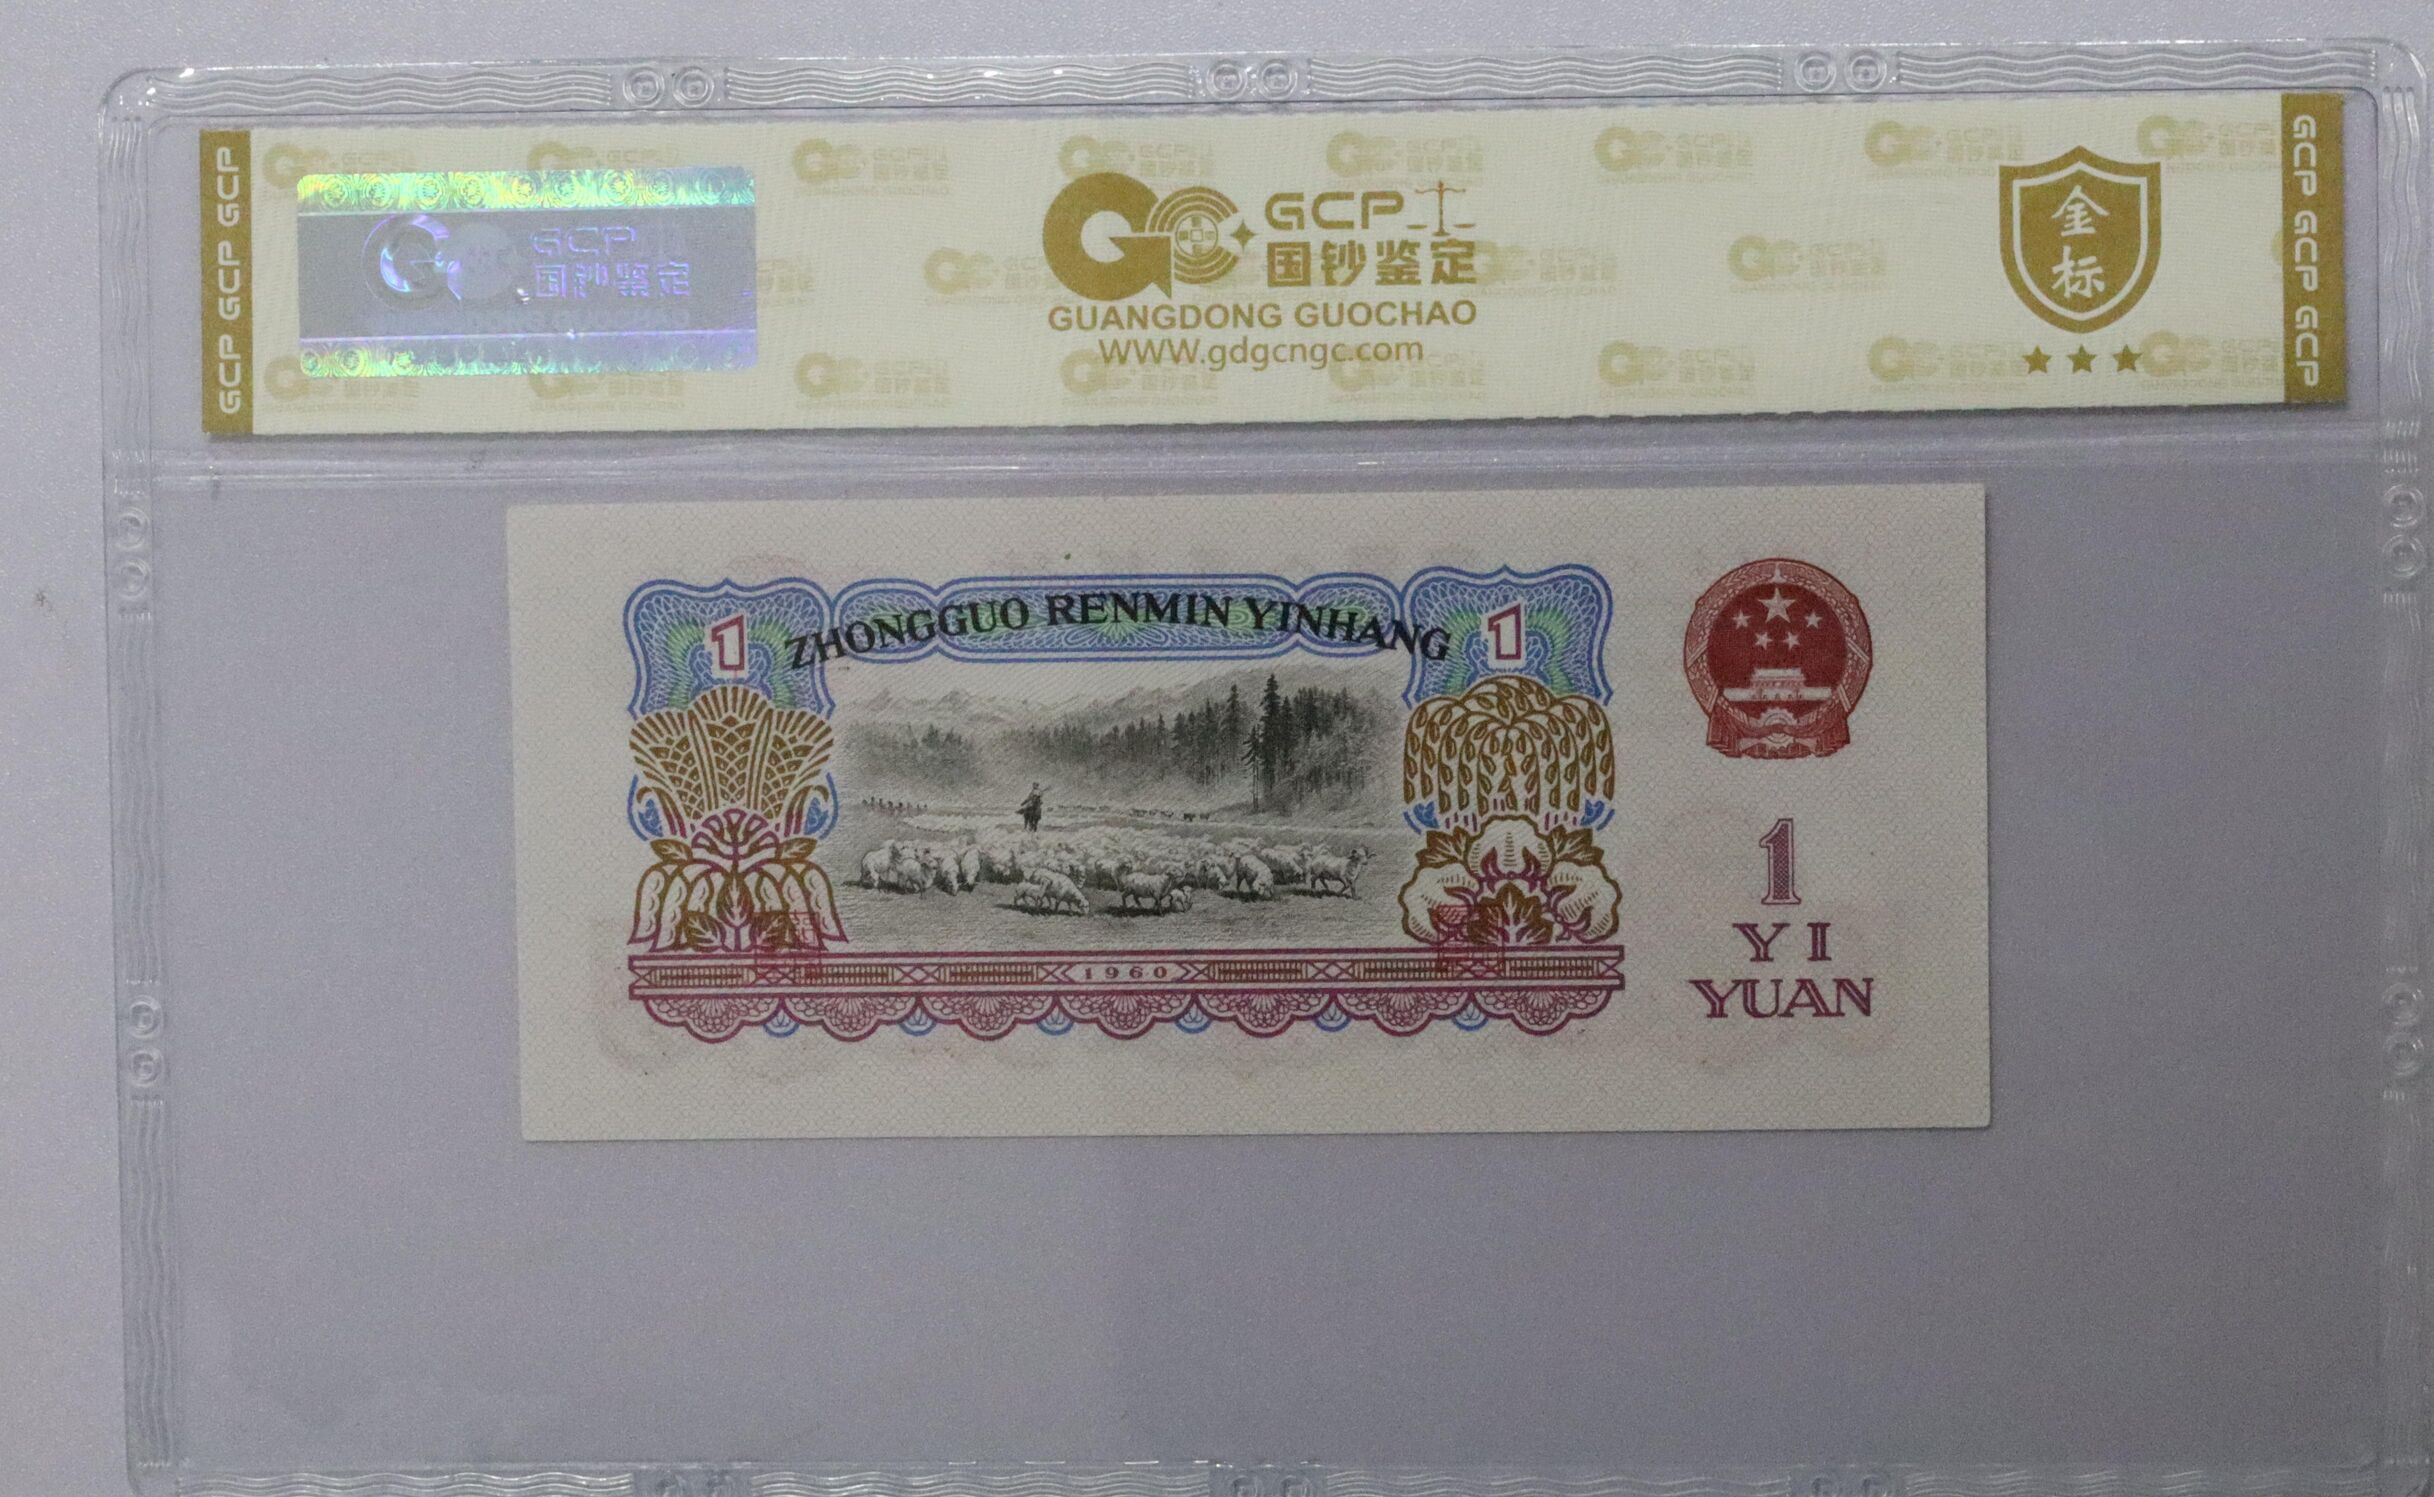 GCP GCP GCP
GCP
国钞鉴定
GCP
国钞鉴定
GUANGDONG GUOCHAO
WWW.gdgcngc.com
金
标
GCP GCP GCP
ZHONGGUO RENMIN YINHANG
1
1
1960
1
YI
YUAN